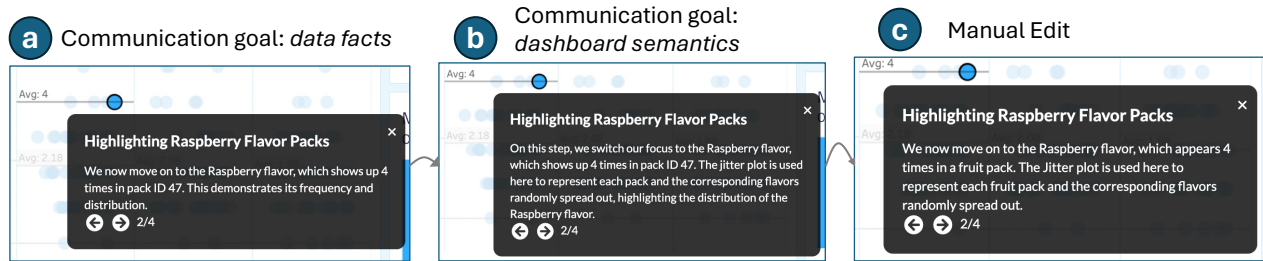 a Communication goal: data facts
Avg: 4
Avg: 2.18
Highlighting Raspberry Flavor Packs
×
We now move on to the Raspberry flavor, which shows up 4
times in pack ID 47. This demonstrates its frequency and
distribution.
2/4
b Communication goal:
dashboard semantics
Avg: 4
Avg: 2.18
Highlighting Raspberry Flavor Packs
×
On this step, we switch our focus to the Raspberry flavor,
which shows up 4 times in pack ID 47. The jitter plot is used
here to represent each pack and the corresponding flavors
randomly spread out, highlighting the distribution of the
Raspberry flavor.
2/4
c Manual Edit
Avg: 4
Avg: 2.18
Highlighting Raspberry Flavor Packs
×
We now move on to the Raspberry flavor, which appears 4
times in a fruit pack. The Jitter plot is used here to
represent each fruit pack and the corresponding flavors
randomly spread out.
2/4